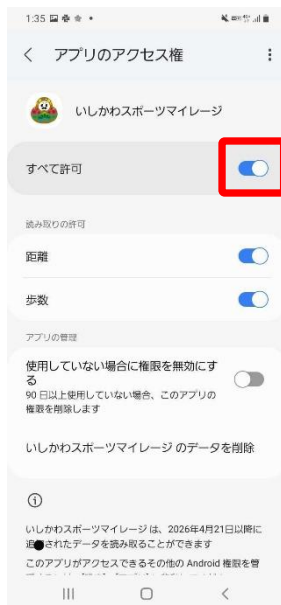 1:35
アプリのアクセス権
いしかわスポーツマイレージ
すべて許可
読み取りの許可
距離
歩数
アプリの管理
使用していない場合に権限を無効にす
る
90 日以上使用していない場合、このアプリの
権限を削除します
いしかわスポーツマイレージ のデータを削除
いしかわスポーツマイレージ は、2026年4月21日以降に
追されたデータを読み取ることができます
このアプリがアクセスできるその他の Android 権限を管